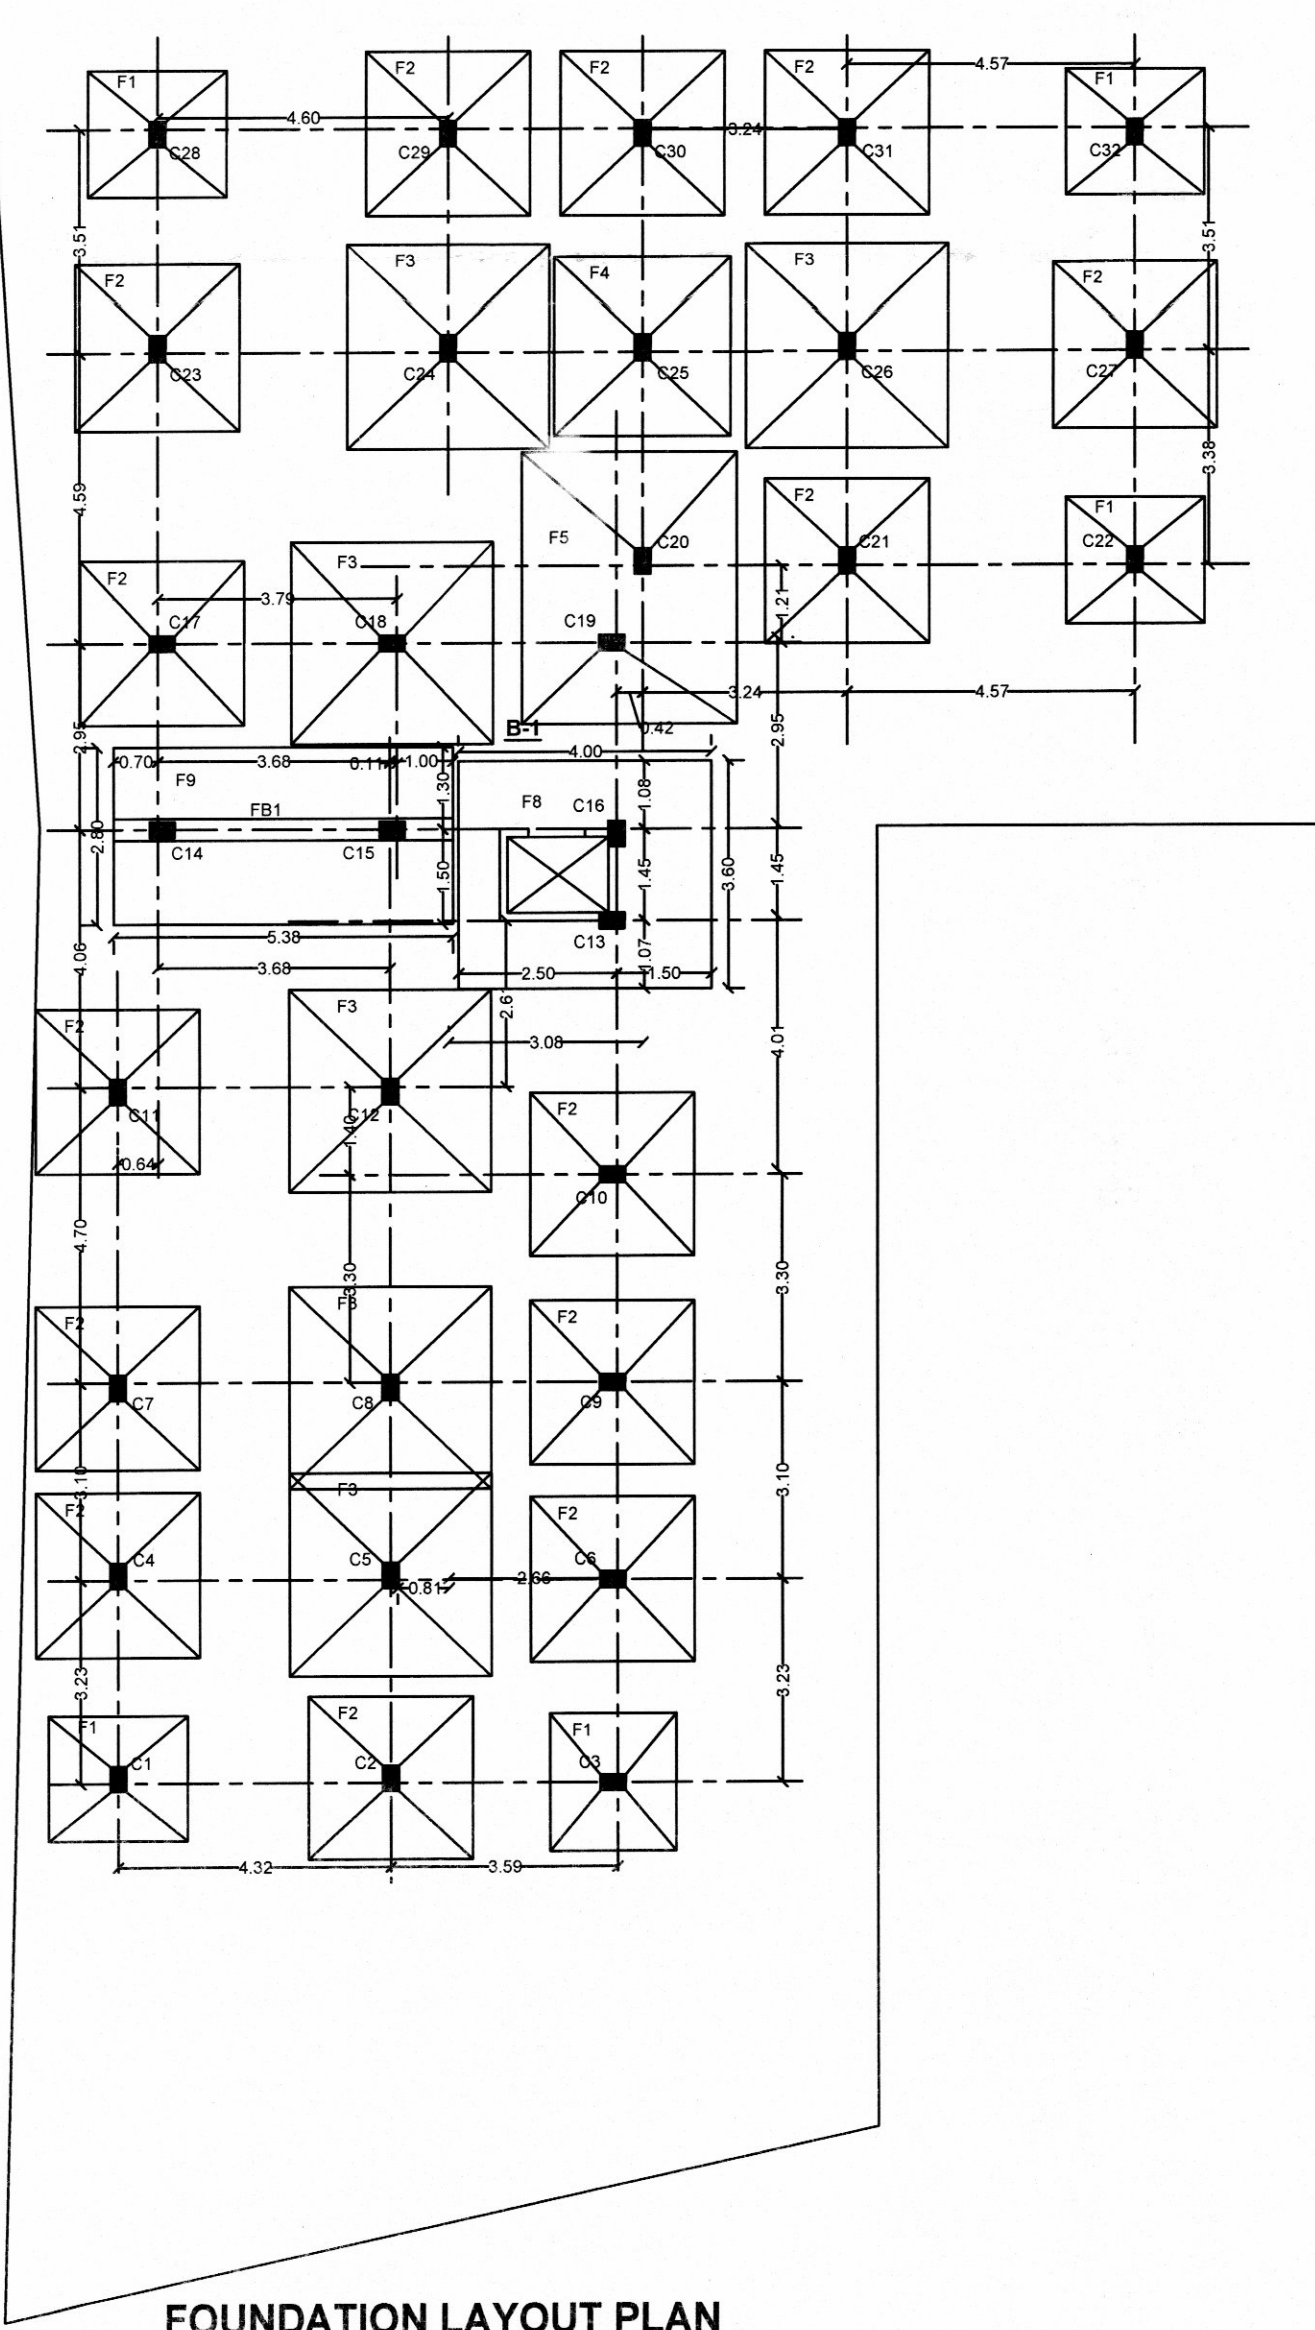 F1
F2
F2
F2
4.57
F1
4.60
3.24
C28
C29
C30
C31
C32
3.51
3.51
F2
F3
F4
F3
F2
C23
C24
C25
C26
C27
4.59
3.38
F2
F1
F5
C20
C21
C22
F2
F3
3.79
1.21
C17
C18
C19
3.24
4.57
0.42
B-1
2.95
2.95
4.00
0.70
3.68
0.11
1.00
F9
1.30
1.08
FB1
F8
C16
2.80
C14
C15
1.50
1.45
3.60
1.45
5.38
C13
4.06
1.07
3.68
2.50
1.50
F3
2.61
F2
3.08
4.01
C11
C12
1.40
F2
0.64
C10
4.70
3.30
3.30
F3
F2
F2
C7
C8
C9
3.10
3.10
F3
F2
F2
C4
C5
C6
0.81
2.66
3.23
3.23
F1
F2
F1
C1
C2
C3
4.32
3.59
FOUNDATION LAYOUT PLAN